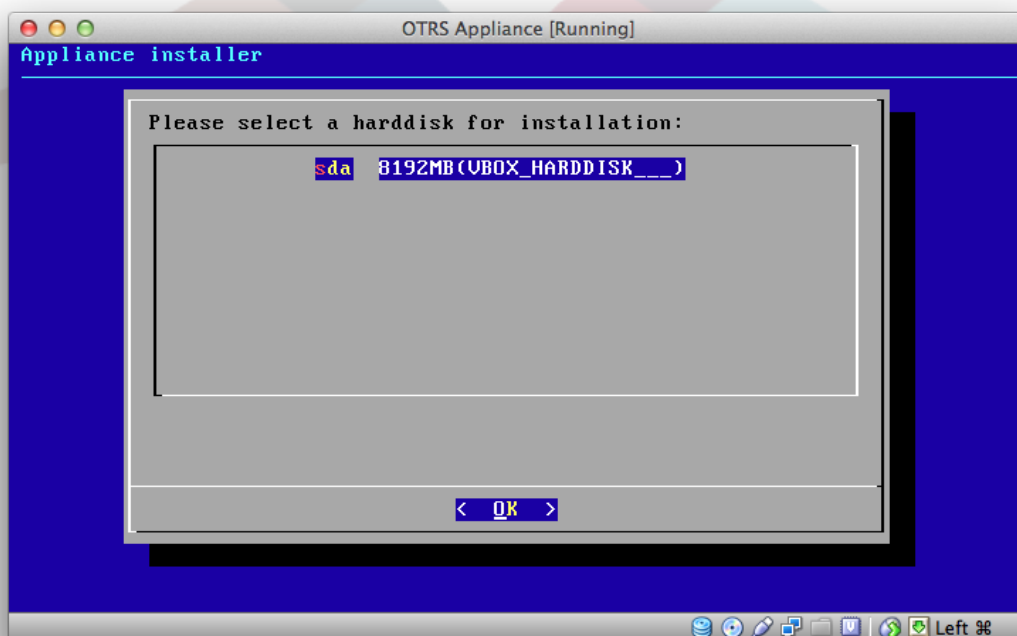 OTRS Appliance [Running]
Appliance installer
Please select a harddisk for installation:
sda 8192MB(VBOX_HARDDISK___)
< OK >
Left ⌘